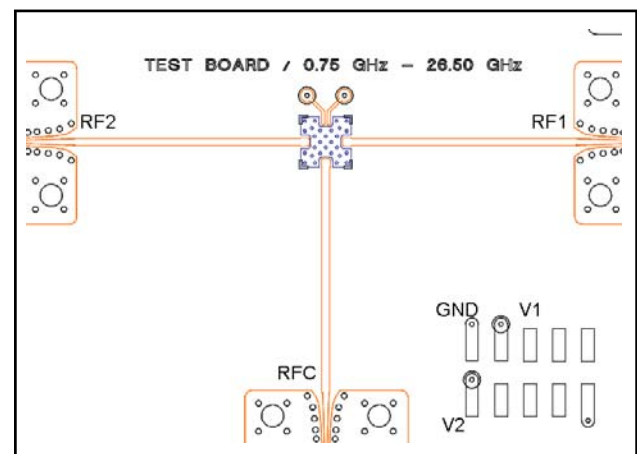 TEST BOARD / 0.75 GHz - 26.50 GHz
RF2
RF1
GND V1
RFC
V2